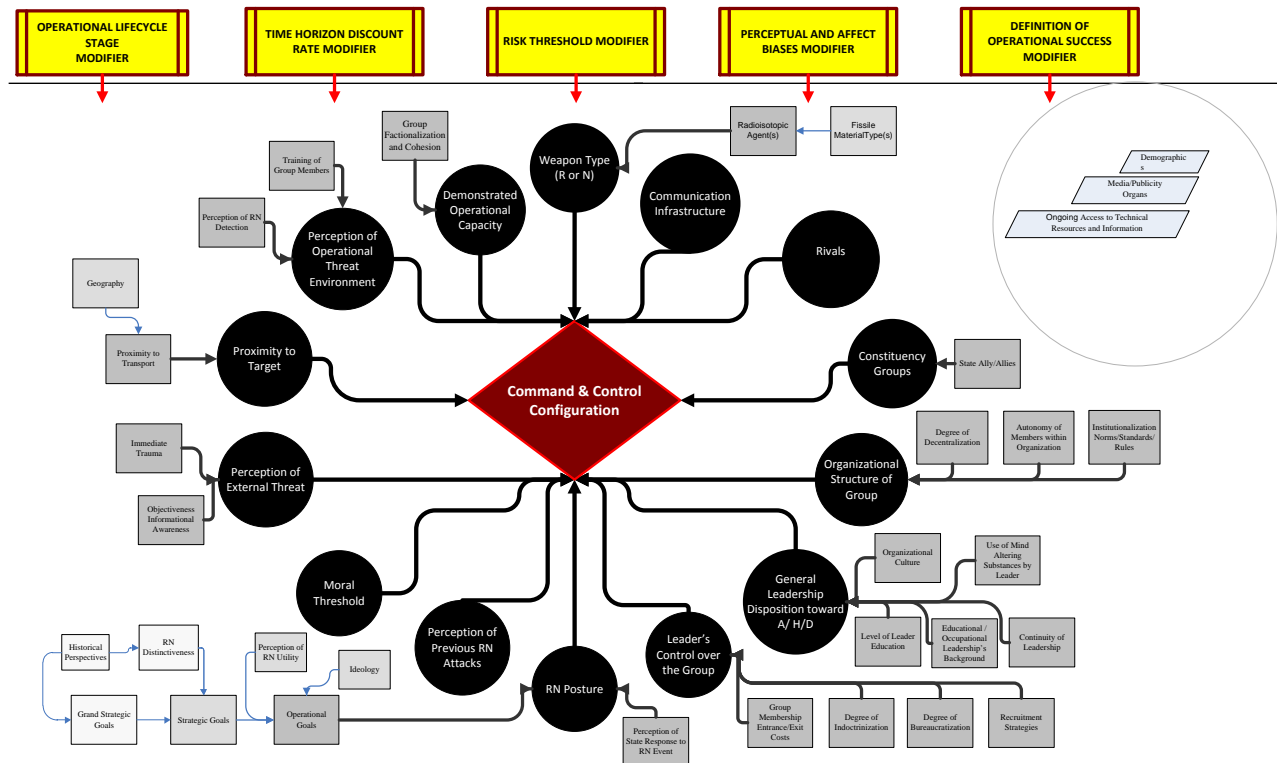 OPERATIONAL LIFECYCLE
STAGE
MODIFIER
TIME HORIZON DISCOUNT
RATE MODIFIER
RISK THRESHOLD MODIFIER
PERCEPTUAL AND AFFECT
BIASES MODIFIER
DEFINITION OF
OPERATIONAL SUCCESS
MODIFIER
Group
Factionalization
and Cohesion
Radioisotopic
Agent(s)
Fissile
MaterialType(s)
Training of
Group Members
Weapon Type
(R or N)
Communication
Infrastructure
Demographic
s
Media/Publicity
Organs
Ongoing Access to Technical
Resources and Information
Perception of RN
Detection
Perception of
Operational
Threat
Environment
Demonstrated
Operational
Capacity
Rivals
Geography
Proximity to
Transport
Proximity to
Target
Command & Control
Configuration
Constituency
Groups
State Ally/Allies
Immediate
Trauma
Objectiveness
Informational
Awareness
Perception of
External Threat
Organizational
Structure of
Group
Degree of
Decentralization
Autonomy of
Members within
Organization
Institutionalization
Norms/Standards/
Rules
Moral
Threshold
Perception of
Previous RN
Attacks
RN Posture
Leader's
Control over
the Group
General
Leadership
Disposition toward
A/ H/D
Organizational
Culture
Use of Mind
Altering
Substances by
Leader
Level of Leader
Education
Educational /
Occupational
Leadership's
Background
Continuity of
Leadership
Historical
Perspectives
RN
Distinctiveness
Perception of
RN Utility
Ideology
Grand Strategic
Goals
Strategic Goals
Operational
Goals
Perception of
State Response to
RN Event
Group
Membership
Entrance/Exit
Costs
Degree of
Indoctrinization
Degree of
Bureaucratization
Recruitment
Strategies